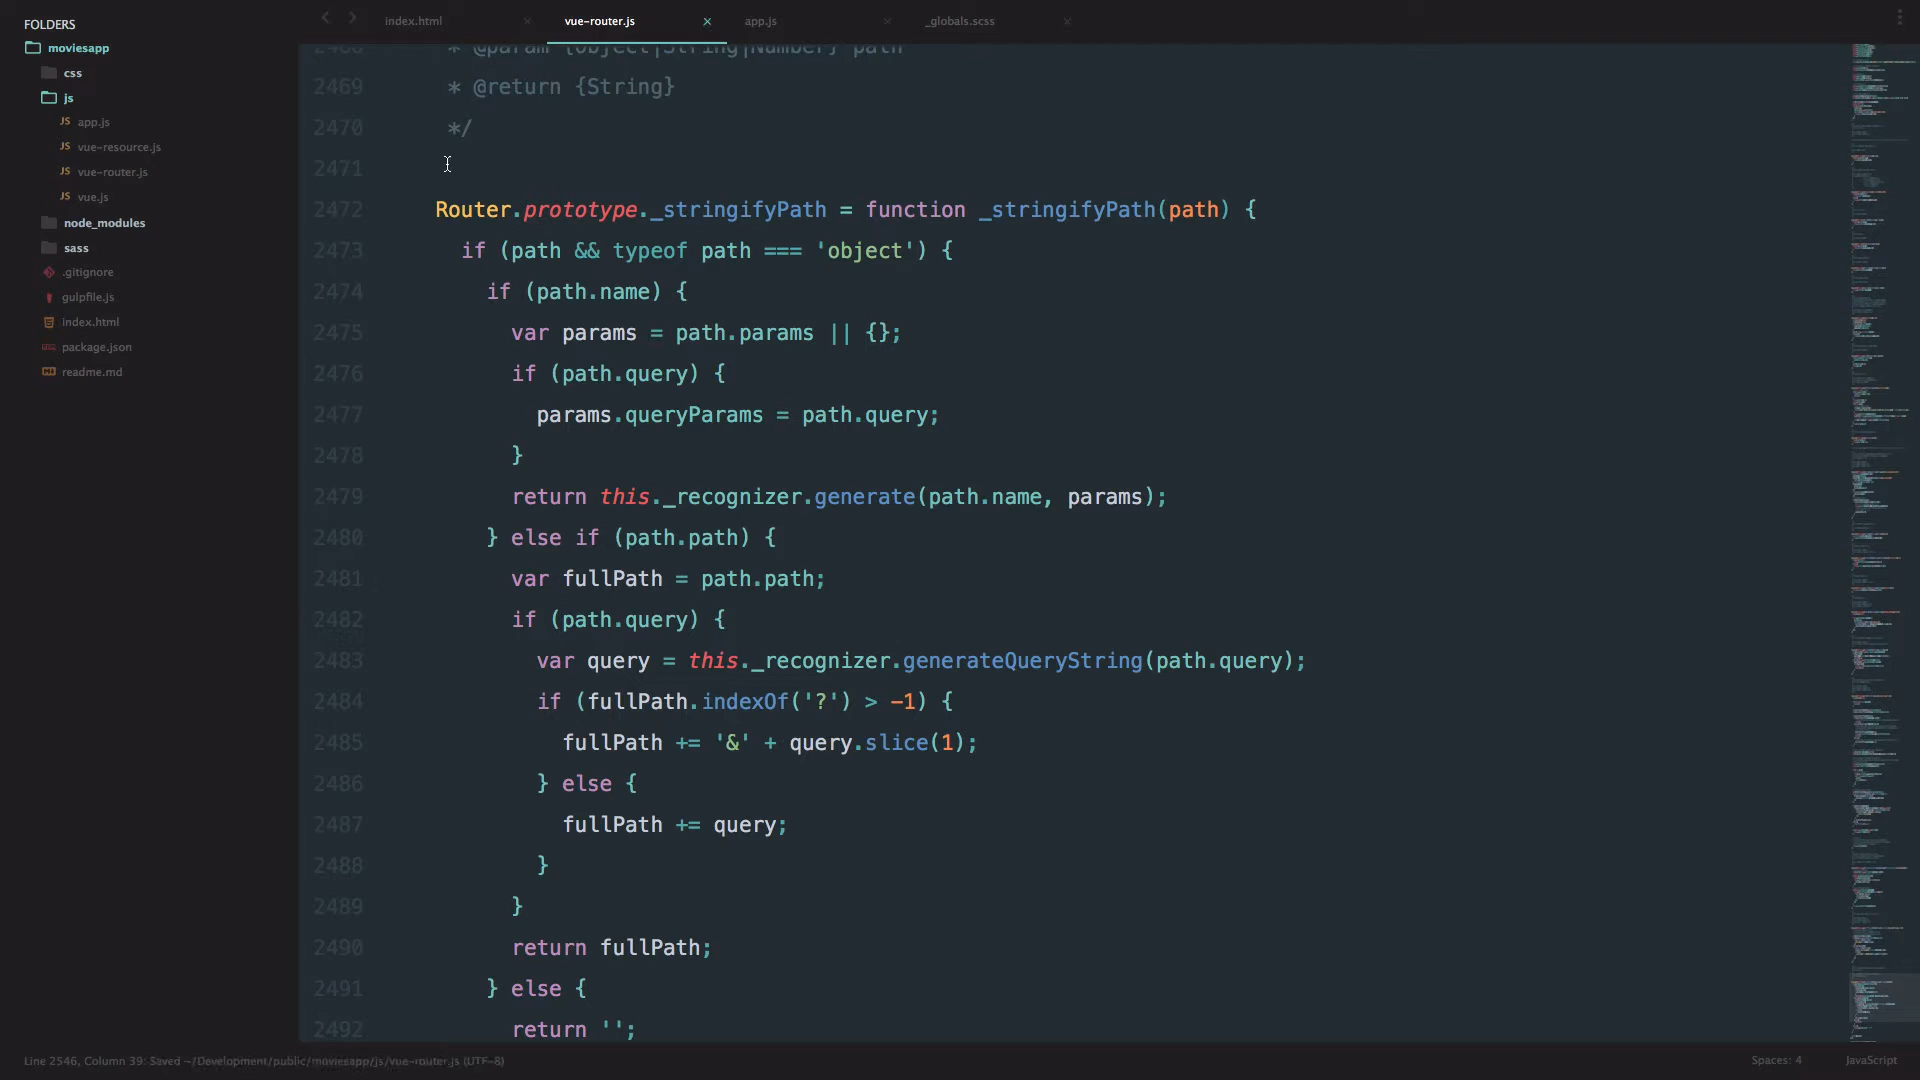 FOLDERS
moviesapp
css
js
JS app.js
JS vue-resource.js
JS vue-router.js
JS vue.js
node_modules
sass
.gitignore
gulpfile.js
index.html
package.json
readme.md
index.html × vue-router.js × app.js × _globals.scss ×
2468 * @param {Object|String|Number} path
2469 * @return {String}
2470 */
2471
2472 Router.prototype._stringifyPath = function _stringifyPath(path) {
2473 if (path && typeof path === 'object') {
2474 if (path.name) {
2475 var params = path.params || {};
2476 if (path.query) {
2477 params.queryParams = path.query;
2478 }
2479 return this._recognizer.generate(path.name, params);
2480 } else if (path.path) {
2481 var fullPath = path.path;
2482 if (path.query) {
2483 var query = this._recognizer.generateQueryString(path.query);
2484 if (fullPath.indexOf('?') > -1) {
2485 fullPath += '&' + query.slice(1);
2486 } else {
2487 fullPath += query;
2488 }
2489 }
2490 return fullPath;
2491 } else {
2492 return '';
Line 2546, Column 39: Saved ~/Development/public/moviesapp/js/vue-router.js (UTF-8) Spaces: 4 JavaScript